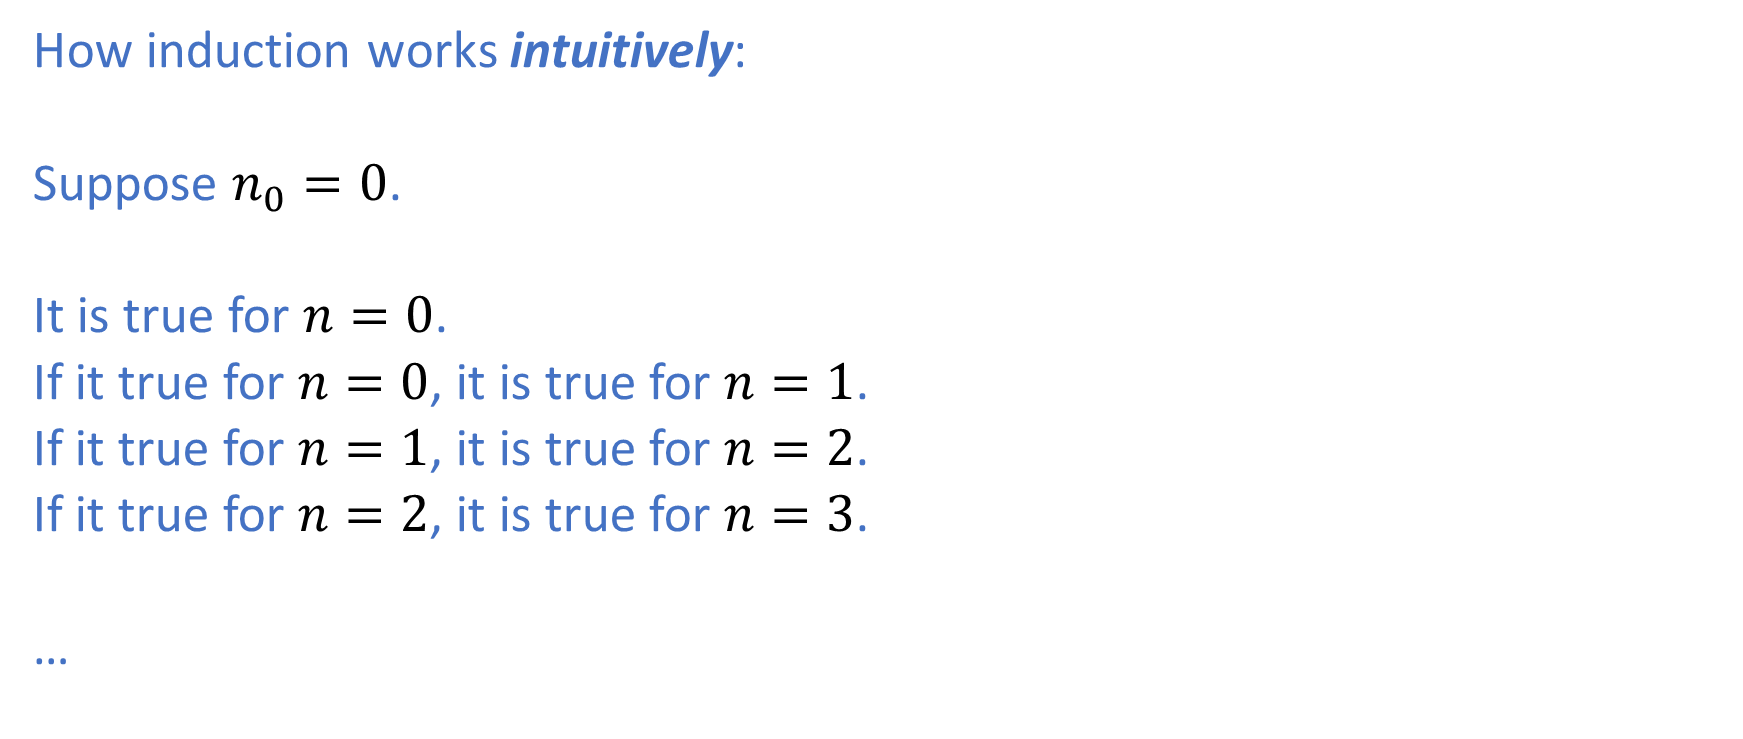 How induction works intuitively:
Suppose n₀ = 0.
It is true for n = 0.
If it true for n = 0, it is true for n = 1.
If it true for n = 1, it is true for n = 2.
If it true for n = 2, it is true for n = 3.
...